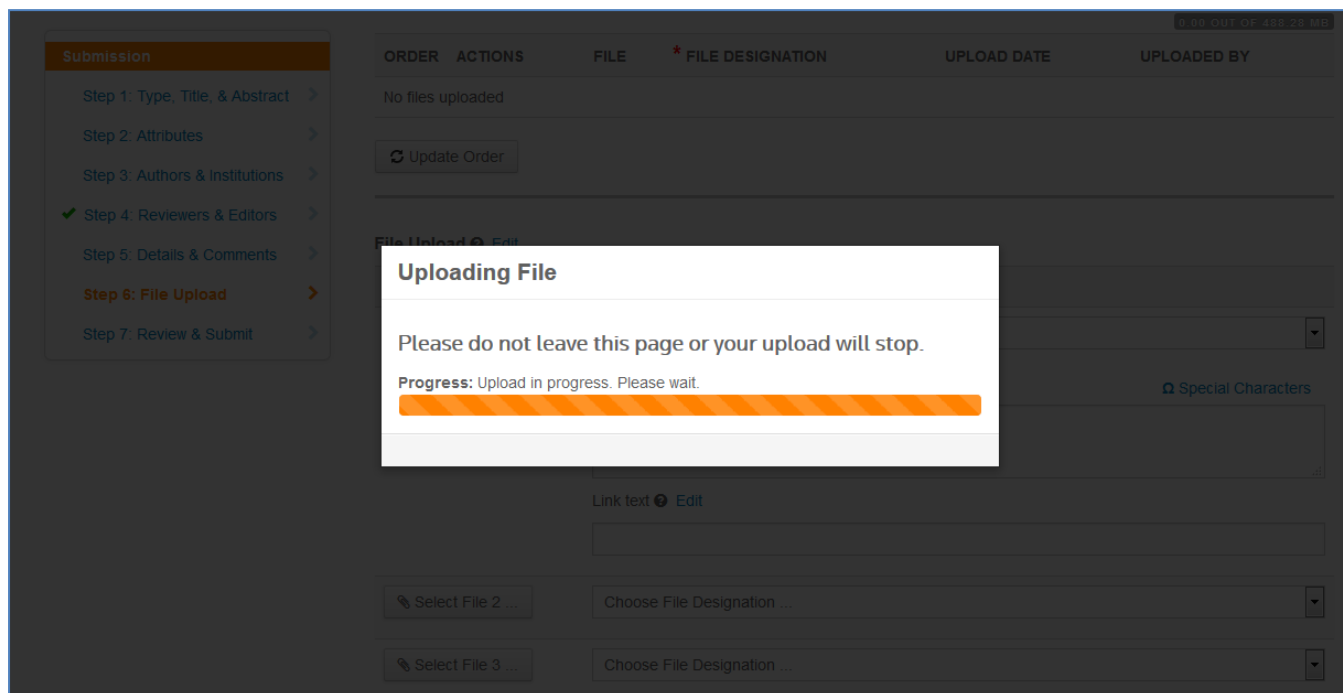 0.00 OUT OF 488.28 MB
Submission
Step 1: Type, Title, & Abstract
Step 2: Attributes
Step 3: Authors & Institutions
Step 4: Reviewers & Editors
Step 5: Details & Comments
Step 6: File Upload
Step 7: Review & Submit
ORDER ACTIONS FILE * FILE DESIGNATION UPLOAD DATE UPLOADED BY
No files uploaded
Update Order
File Upload Edit
Uploading File
Please do not leave this page or your upload will stop.
Progress: Upload in progress. Please wait.
Ω Special Characters
Link text Edit
Select File 2 ... Choose File Designation ...
Select File 3 ... Choose File Designation ...